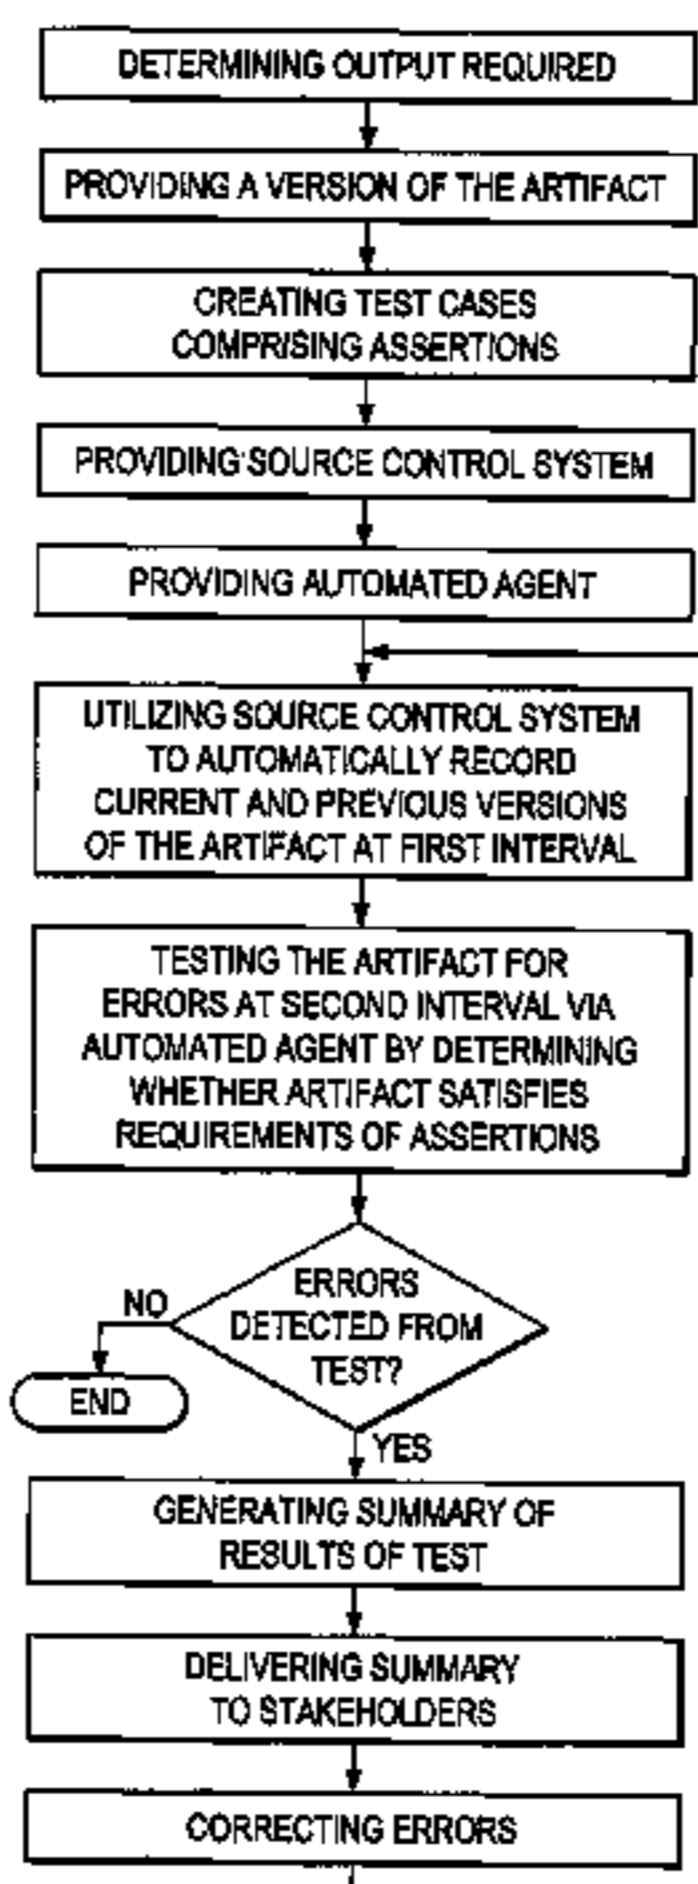 DETERMINING OUTPUT REQUIRED
PROVIDING A VERSION OF THE ARTIFACT
CREATING TEST CASES
COMPRISING ASSERTIONS
PROVIDING SOURCE CONTROL SYSTEM
PROVIDING AUTOMATED AGENT
UTILIZING SOURCE CONTROL SYSTEM
TO AUTOMATICALLY RECORD
CURRENT AND PREVIOUS VERSIONS
OF THE ARTIFACT AT FIRST INTERVAL
TESTING THE ARTIFACT FOR
ERRORS AT SECOND INTERVAL VIA
AUTOMATED AGENT BY DETERMINING
WHETHER ARTIFACT SATISFIES
REQUIREMENTS OF ASSERTIONS
ERRORS
DETECTED FROM
TEST?
NO
END
YES
GENERATING SUMMARY OF
RESULTS OF TEST
DELIVERING SUMMARY
TO STAKEHOLDERS
CORRECTING ERRORS